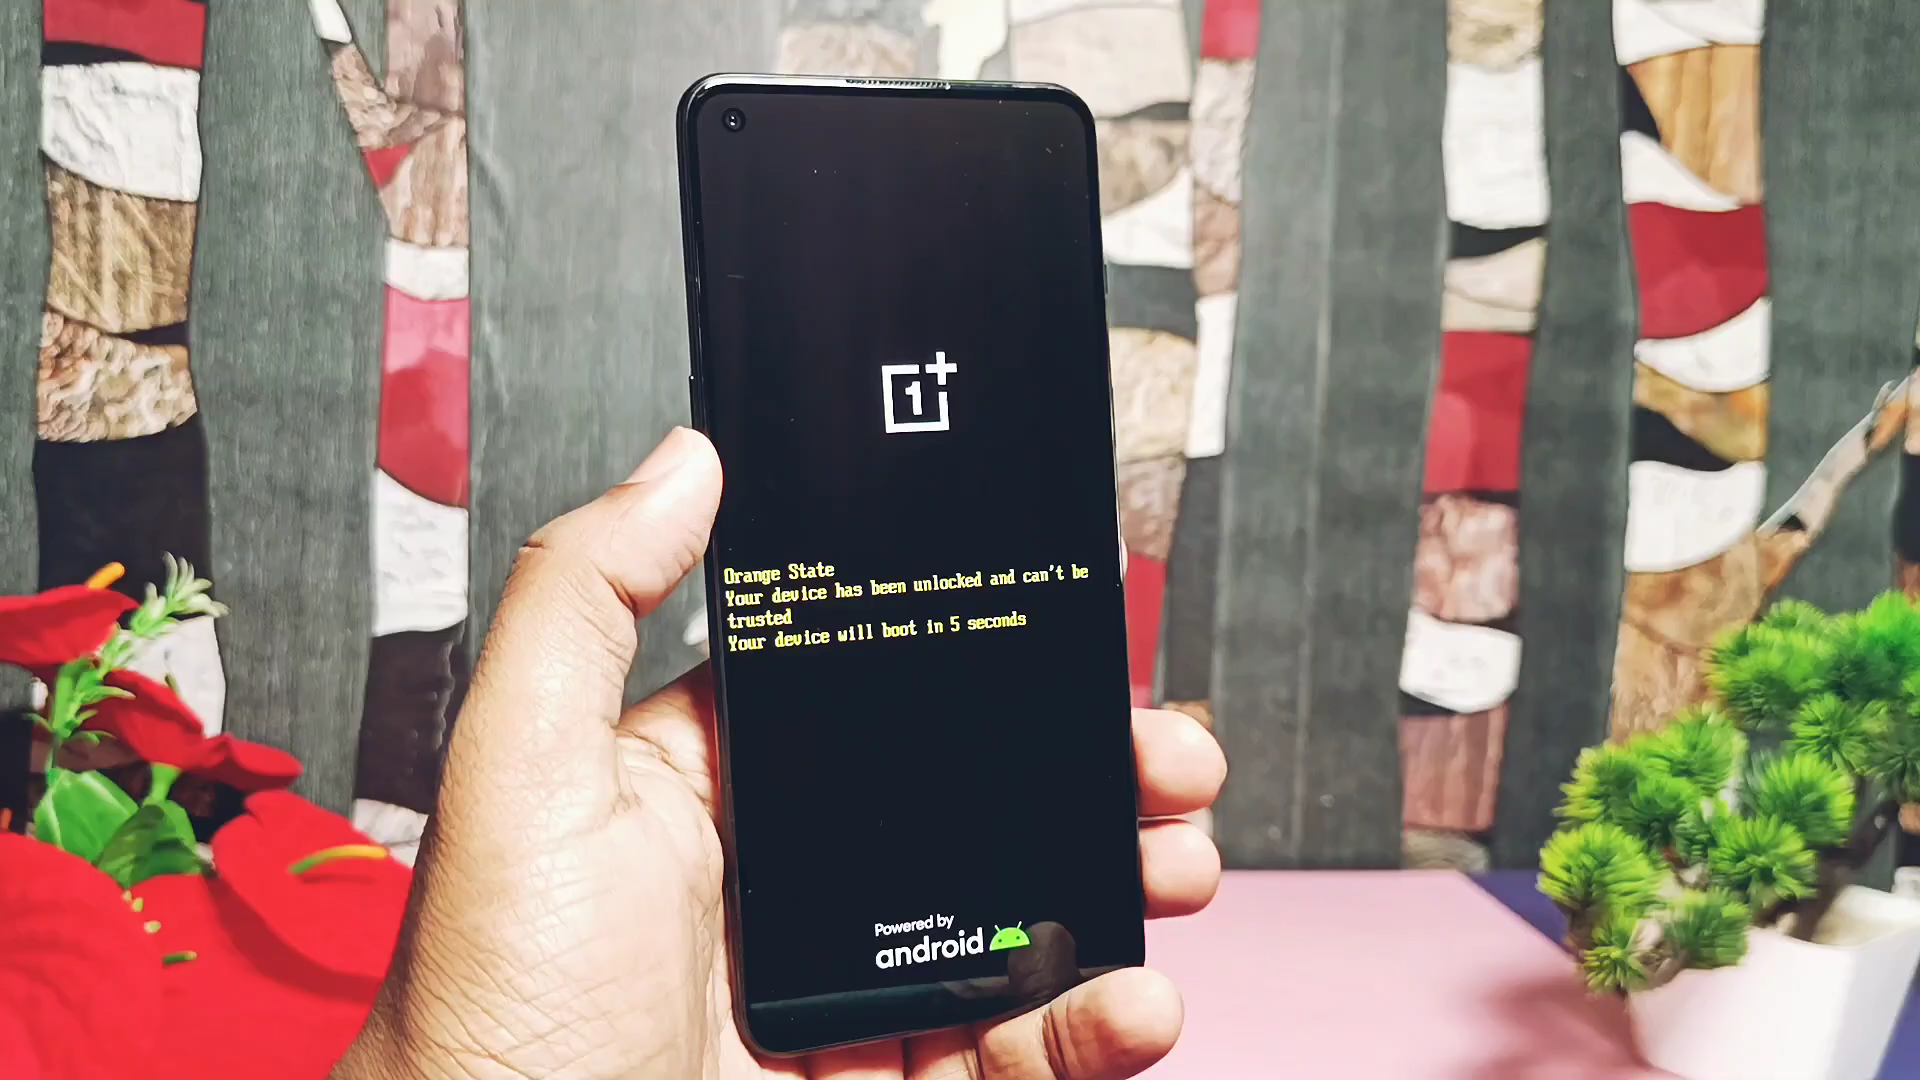 1+
Orange State
Your device has been unlocked and can't be
trusted
Your device will boot in 5 seconds
Powered by
android